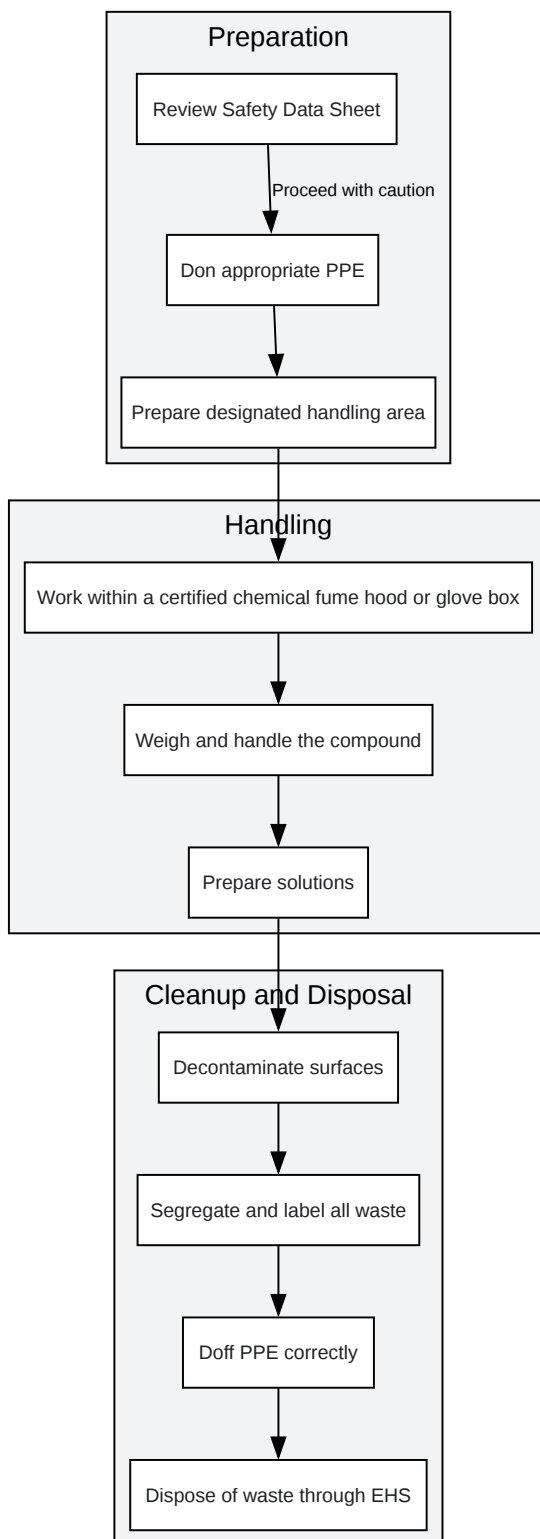 Preparation
Review Safety Data Sheet
Proceed with caution
Don appropriate PPE
Prepare designated handling area
Handling
Work within a certified chemical fume hood or glove box
Weigh and handle the compound
Prepare solutions
Cleanup and Disposal
Decontaminate surfaces
Segregate and label all waste
Doff PPE correctly
Dispose of waste through EHS